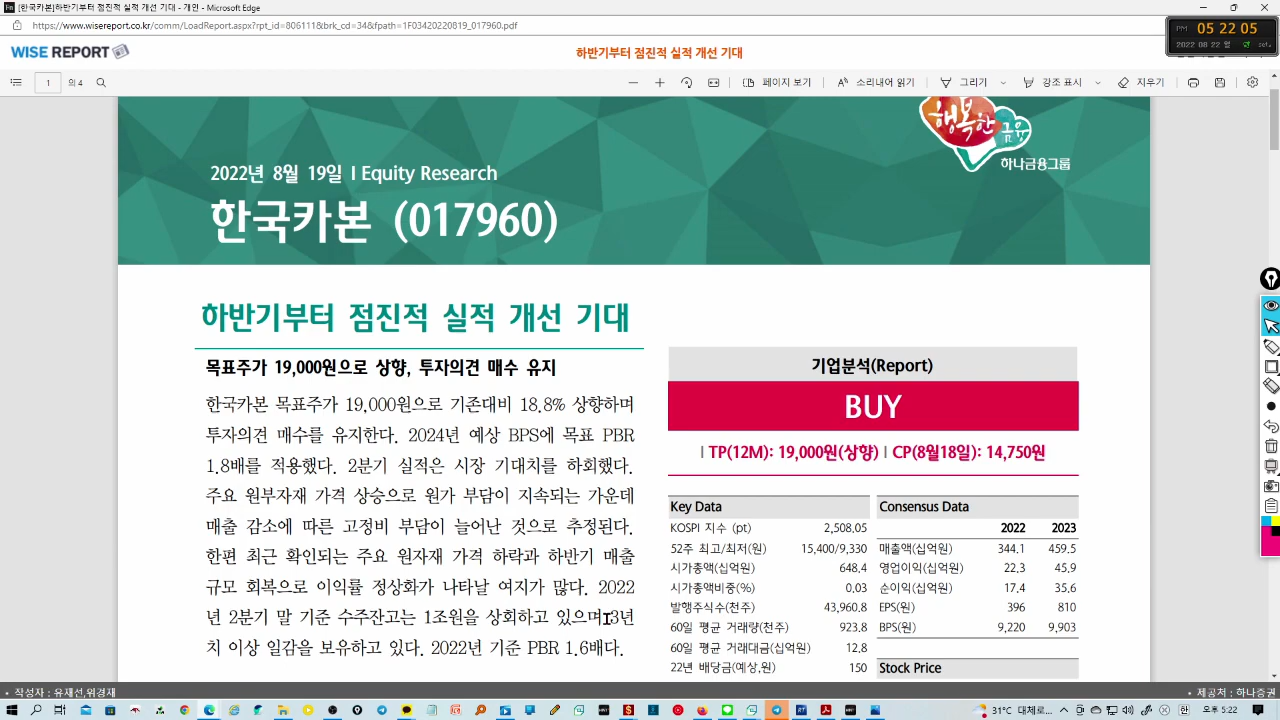 [한국카본]하반기부터 점진적 실적 개선 기대 - 개인 - Microsoft Edge
https://www.wisereport.co.kr/comm/LoadReport.aspx?rpt_id=806111&brk_cd=34&fpath=1F03420220819_017960.pdf
PM 05 22 05
2022 08 22 월
WISE REPORT
하반기부터 점진적 실적 개선 기대
1 의 4
페이지 보기
소리내어 읽기
그리기
강조 표시
지우기
행복한 금융
하나금융그룹
2022년 8월 19일 I Equity Research
한국카본 (017960)
하반기부터 점진적 실적 개선 기대
목표주가 19,000원으로 상향, 투자의견 매수 유지
한국카본 목표주가 19,000원으로 기존대비 18.8% 상향하며
투자의견 매수를 유지한다. 2024년 예상 BPS에 목표 PBR
1.8배를 적용했다. 2분기 실적은 시장 기대치를 하회했다.
주요 원부자재 가격 상승으로 원가 부담이 지속되는 가운데
매출 감소에 따른 고정비 부담이 늘어난 것으로 추정된다.
한편 최근 확인되는 주요 원자재 가격 하락과 하반기 매출
규모 회복으로 이익률 정상화가 나타날 여지가 많다. 2022
년 2분기 말 기준 수주잔고는 1조원을 상회하고 있으며 3년
치 이상 일감을 보유하고 있다. 2022년 기준 PBR 1.6배다.
기업분석(Report)
BUY
I TP(12M): 19,000원(상향) I CP(8월18일): 14,750원
Key Data
KOSPI 지수 (pt) 2,508.05
52주 최고/최저(원) 15,400/9,330
시가총액(십억원) 648.4
시가총액비중(%) 0.03
발행주식수(천주) 43,960.8
60일 평균 거래량(천주) 923.8
60일 평균 거래대금(십억원) 12.8
22년 배당금(예상,원) 150
Consensus Data
2022 2023
매출액(십억원) 344.1 459.5
영업이익(십억원) 22.3 45.9
순이익(십억원) 17.4 35.6
EPS(원) 396 810
BPS(원) 9,220 9,903
Stock Price
작성자 : 유재선,위경재
제공처 : 하나증권
31°C 대체로...
한
오후 5:22